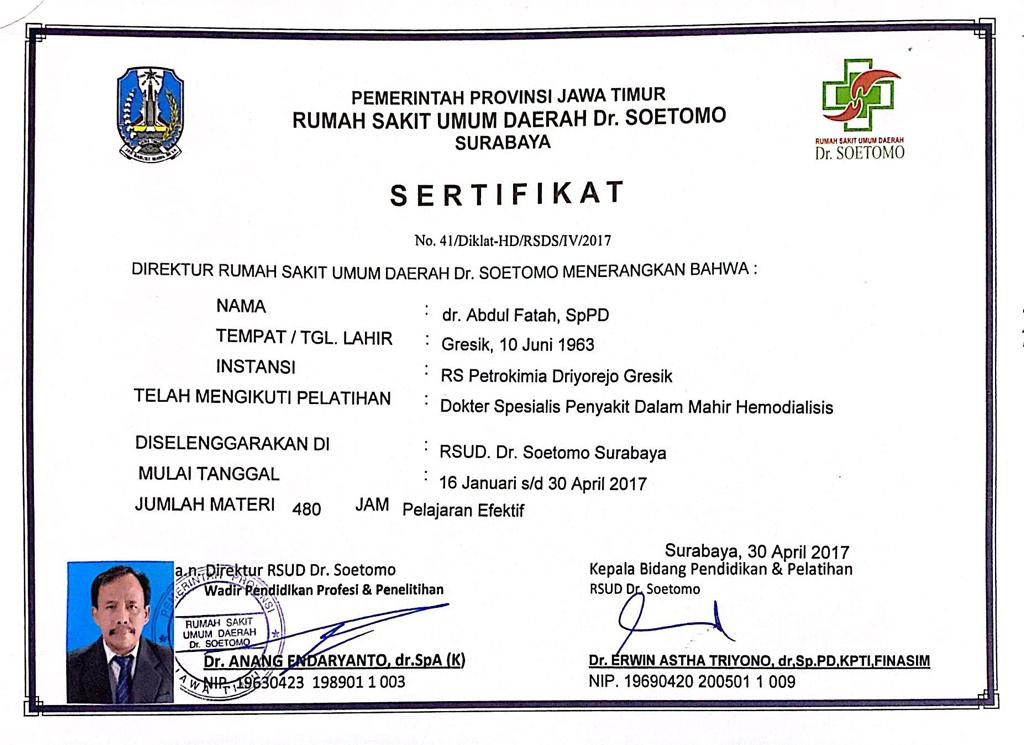 PEMERINTAH PROVINSI JAWA TIMUR
RUMAH SAKIT UMUM DAERAH Dr. SOETOMO
SURABAYA
RUMAH SAKIT UMUM DAERAH
Dr. SOETOMO
SERTIFIKAT
No. 41/Diklat-HD/RSDS/IV/2017
DIREKTUR RUMAH SAKIT UMUM DAERAH Dr. SOETOMO MENERANGKAN BAHWA :
NAMA : dr. Abdul Fatah, SpPD
TEMPAT / TGL. LAHIR : Gresik, 10 Juni 1963
INSTANSI : RS Petrokimia Driyorejo Gresik
TELAH MENGIKUTI PELATIHAN : Dokter Spesialis Penyakit Dalam Mahir Hemodialisis
DISELENGGARAKAN DI : RSUD. Dr. Soetomo Surabaya
MULAI TANGGAL : 16 Januari s/d 30 April 2017
JUMLAH MATERI 480 JAM Pelajaran Efektif
Surabaya, 30 April 2017
a.n. Direktur RSUD Dr. Soetomo
Wadir Pendidikan Profesi & Penelitihan
PEMERINTAH PROVINSI
RUMAH SAKIT
UMUM DAERAH
Dr. SOETOMO
JAWA TIMUR
Dr. ANANG ENDARYANTO, dr.SpA (K)
NIP. 19630423 198901 1 003
Kepala Bidang Pendidikan & Pelatihan
RSUD Dr. Soetomo
Dr. ERWIN ASTHA TRIYONO, dr,Sp.PD,KPTI,FINASIM
NIP. 19690420 200501 1 009